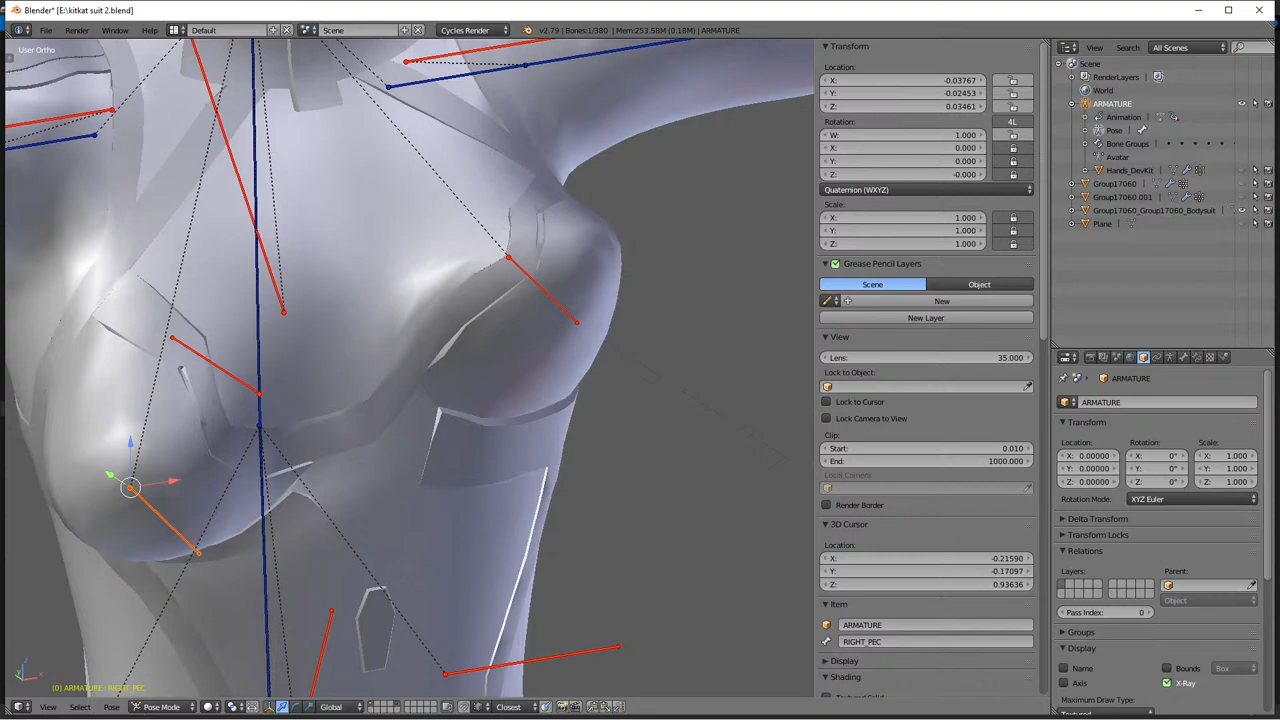 Blender* [E:\kitkat suit 2.blend]
File Render Window Help Default Scene Cycles Render v2.79 | Bones:1/380 | Mem:253.58M (0.18M) | ARMATURE
User Ortho
Transform
Location:
X: -0.03767
Y: -0.02453
Z: 0.03461
Rotation: 4L
W: 1.000
X: 0.000
Y: 0.000
Z: -0.000
Quaternion (WXYZ)
Scale:
X: 1.000
Y: 1.000
Z: 1.000
Grease Pencil Layers
Scene Object
New
New Layer
View
Lens: 35.000
Lock to Object:
Lock to Cursor
Lock Camera to View
Clip:
Start: 0.010
End: 1000.000
Local Camera:
Render Border
3D Cursor
Location:
X: -0.21590
Y: -0.17097
Z: 0.93636
Item
ARMATURE
RIGHT_PEC
Display
Shading
Textured Solid
View Search All Scenes
Scene
RenderLayers
World
ARMATURE
Animation
Pose
Bone Groups
Avatar
Hands_DevKit
Group17060
Group17060.001
Group17060_Group17060_Bodysuit
Plane
ARMATURE
ARMATURE
Transform
Location: Rotation: Scale:
X: 0.00000 X: 0° X: 1.000
Y: 0.00000 Y: 0° Y: 1.000
Z: 0.00000 Z: 0° Z: 1.000
Rotation Mode: XYZ Euler
Delta Transform
Transform Locks
Relations
Layers: Parent:
Object
Pass Index: 0
Groups
Display
Name Bounds Box
Axis X-Ray
Maximum Draw Type:
Textured
(0) ARMATURE : RIGHT_PEC
View Select Pose Pose Mode Global Closest